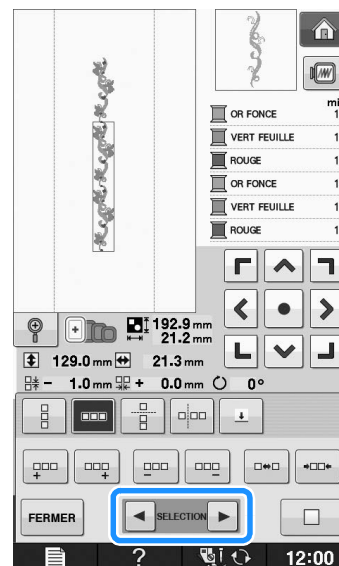 min
OR FONCE 1
VERT FEUILLE 1
ROUGE 1
OR FONCE 1
VERT FEUILLE 1
ROUGE 1
192.9 mm
21.2 mm
129.0 mm 21.3 mm
- 1.0 mm + 0.0 mm 0°
FERMER
SELECTION
12:00